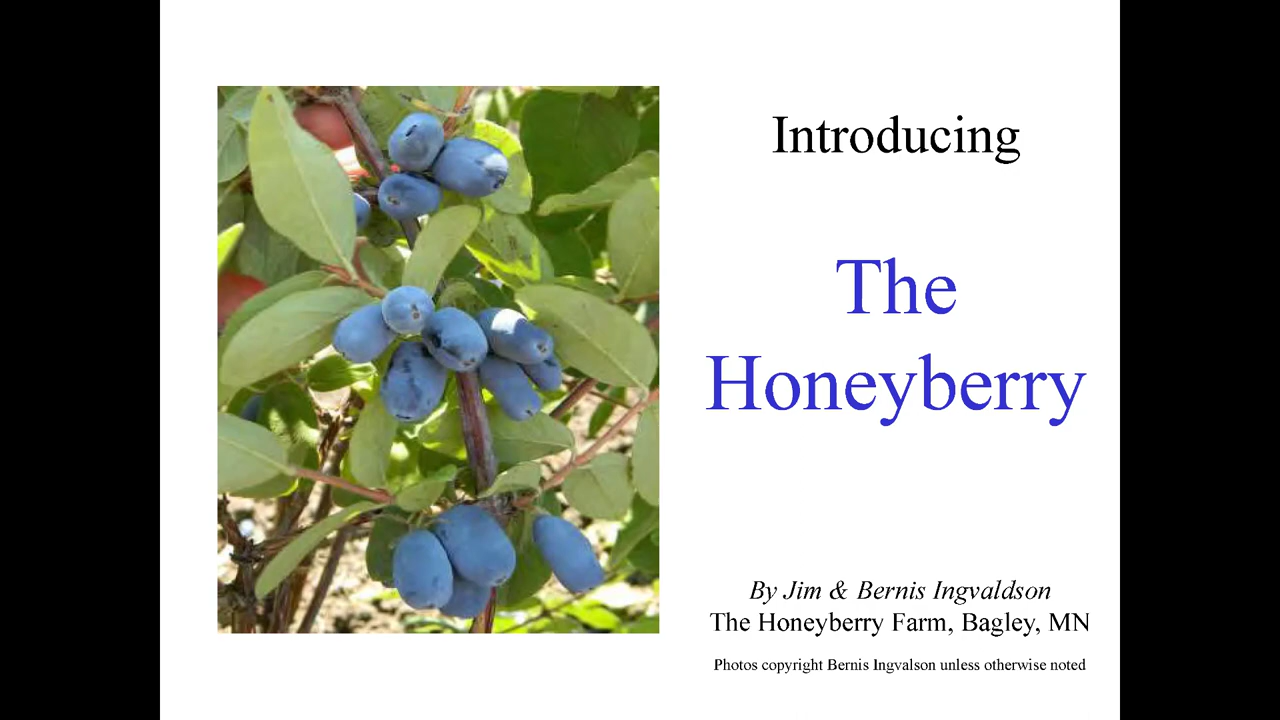 Introducing
The
Honeyberry
By Jim & Bernis Ingvaldson
The Honeyberry Farm, Bagley, MN
Photos copyright Bernis Ingvalson unless otherwise noted